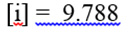 [i] = 9.788